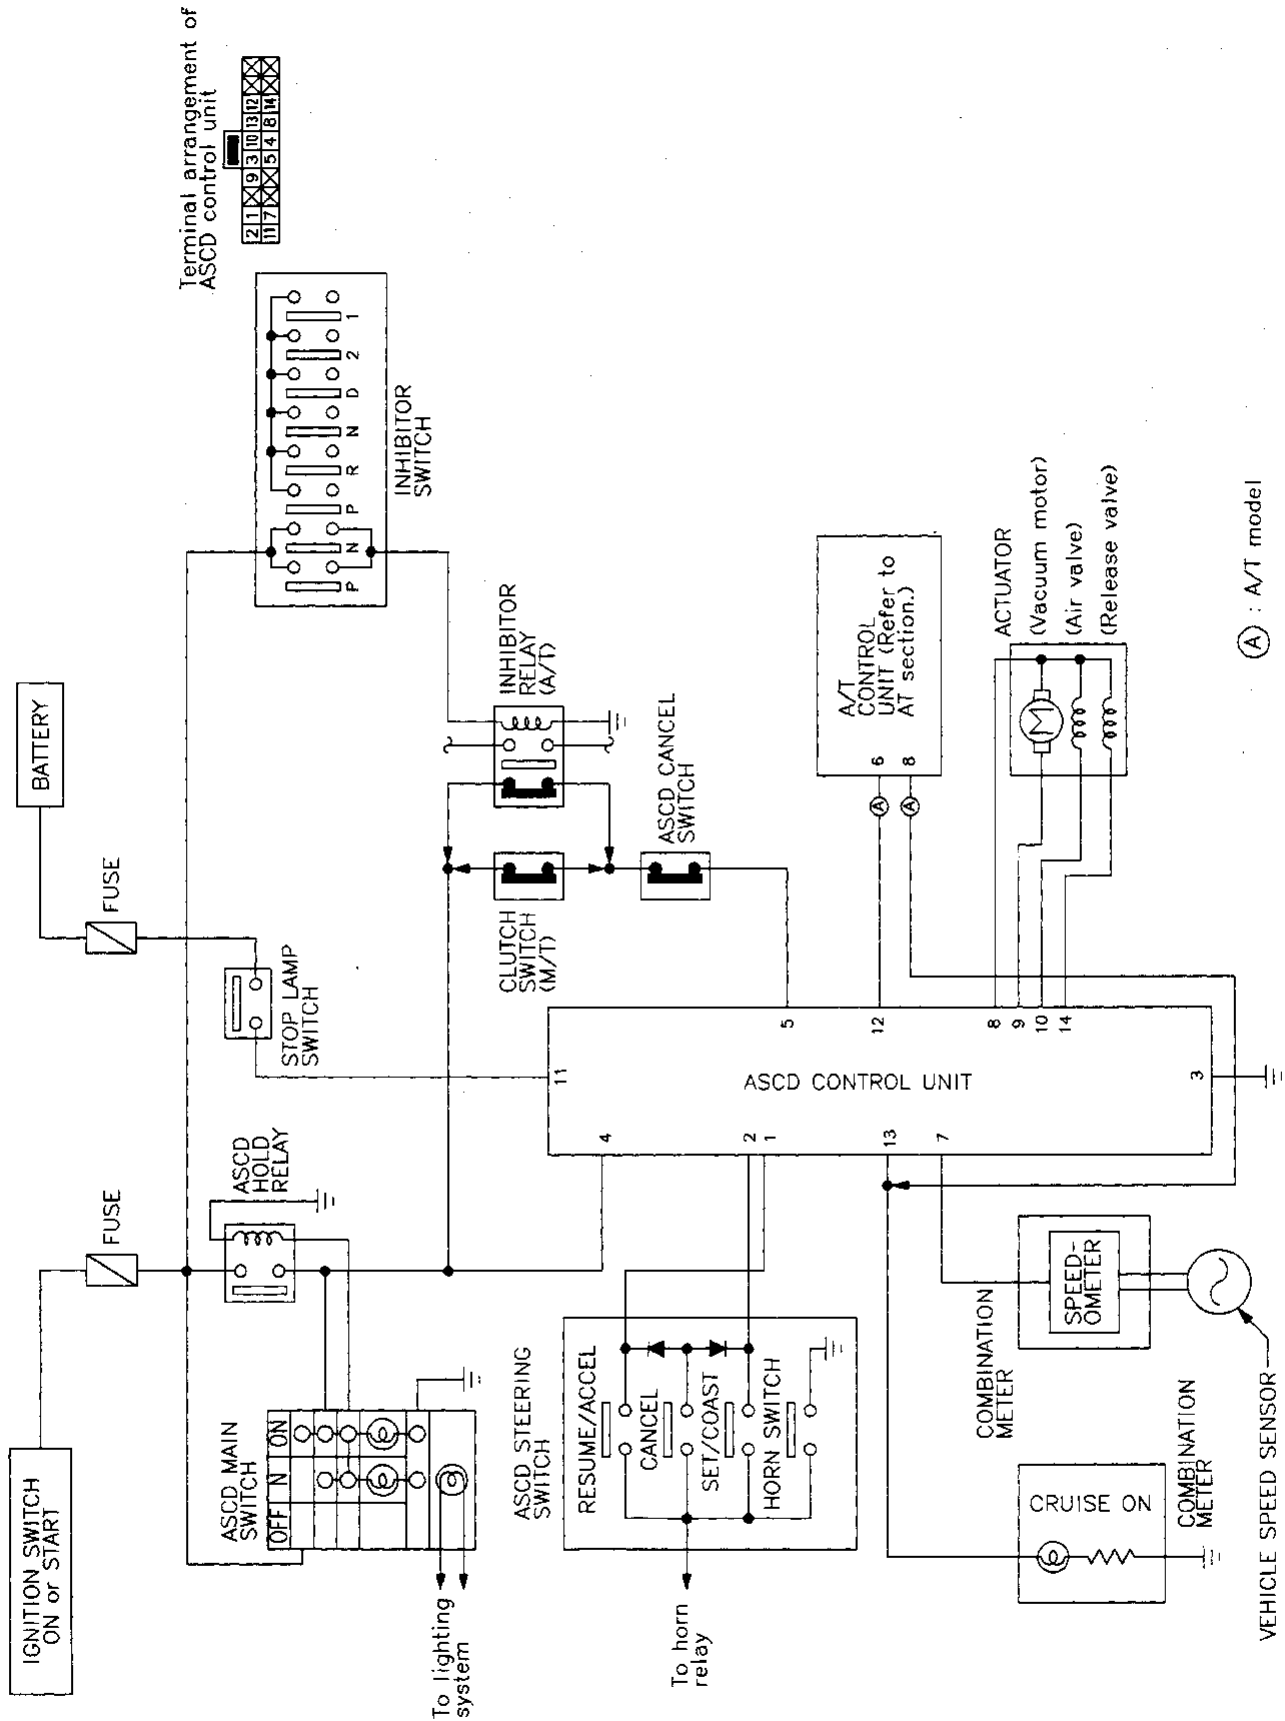 IGNITION SWITCH
ON or START
FUSE
BATTERY
FUSE
Terminal arrangement of
ASCD control unit
2 1 9 3 10 13 12
11 7 5 4 8 14
ASCD MAIN
SWITCH
OFF N ON
ASCD
HOLD
RELAY
STOP LAMP
SWITCH
P N P R N D 2 1
INHIBITOR
SWITCH
To lighting
system
CLUTCH
SWITCH
(M/T)
INHIBITOR
RELAY
(A/T)
ASCD STEERING
SWITCH
RESUME/ACCEL
CANCEL
SET/COAST
HORN SWITCH
To horn
relay
ASCD CANCEL
SWITCH
11
4
5
2
1
12
13
7
8
9
10
14
3
ASCD CONTROL UNIT
A/T
CONTROL
UNIT (Refer to
AT section.)
6
8
A
A
ACTUATOR
(Vacuum motor)
(Air valve)
(Release valve)
M
COMBINATION
METER
SPEED-
OMETER
CRUISE ON
COMBINATION
METER
VEHICLE SPEED SENSOR
A : A/T model